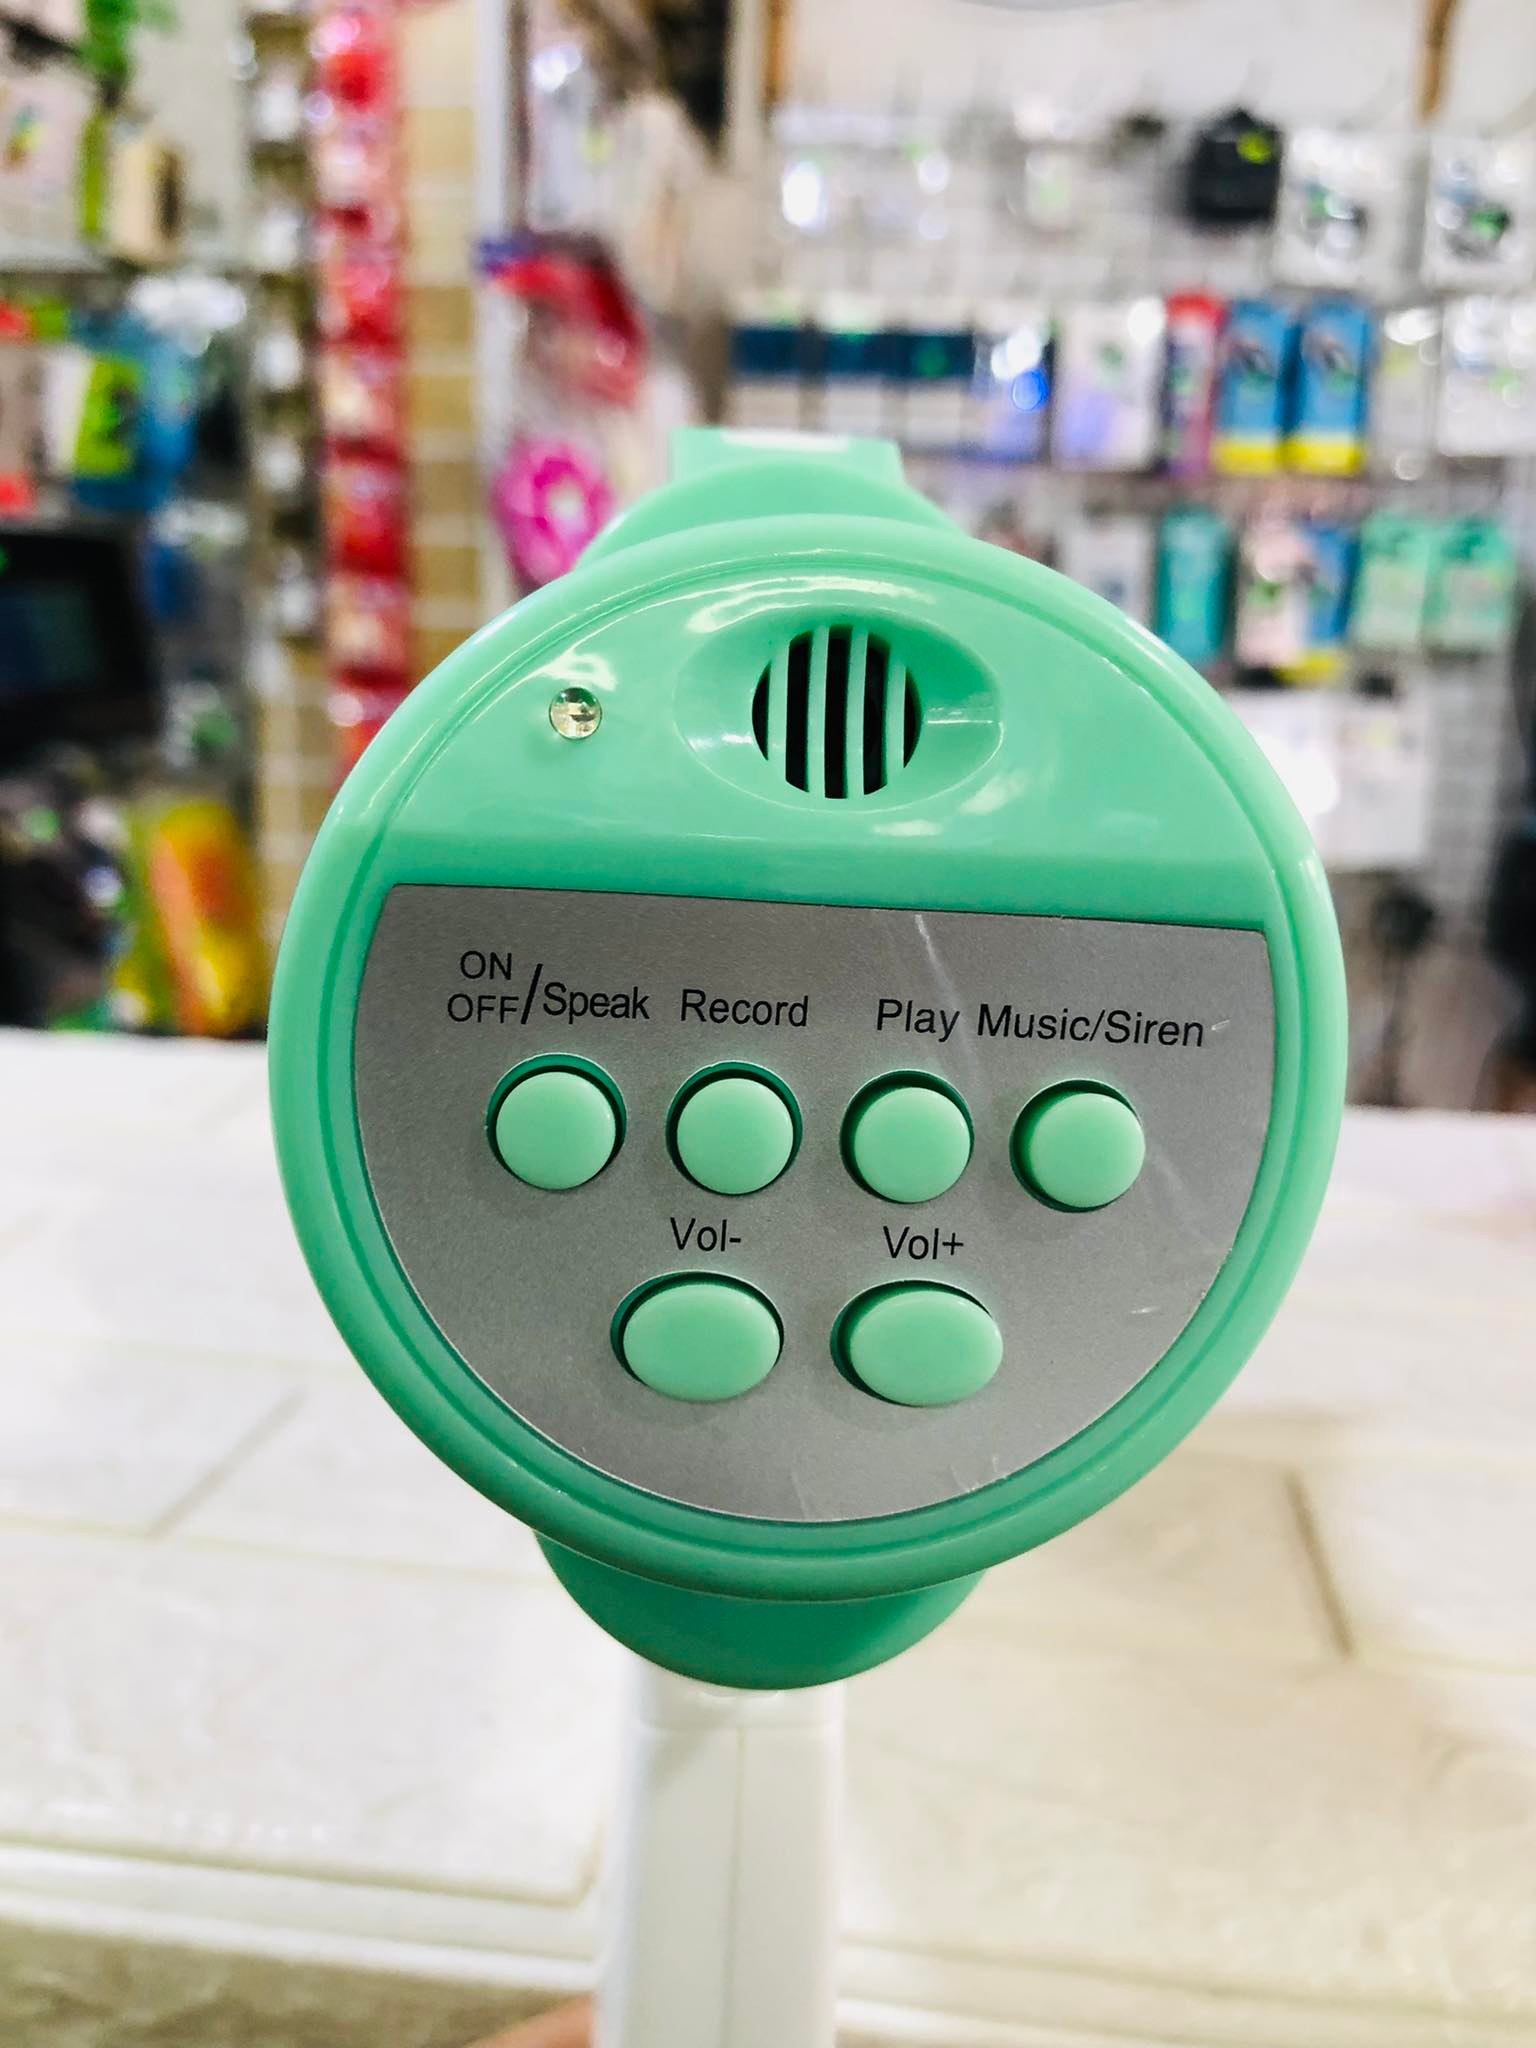 ON
OFF/Speak Record Play Music/Siren
Vol- Vol+